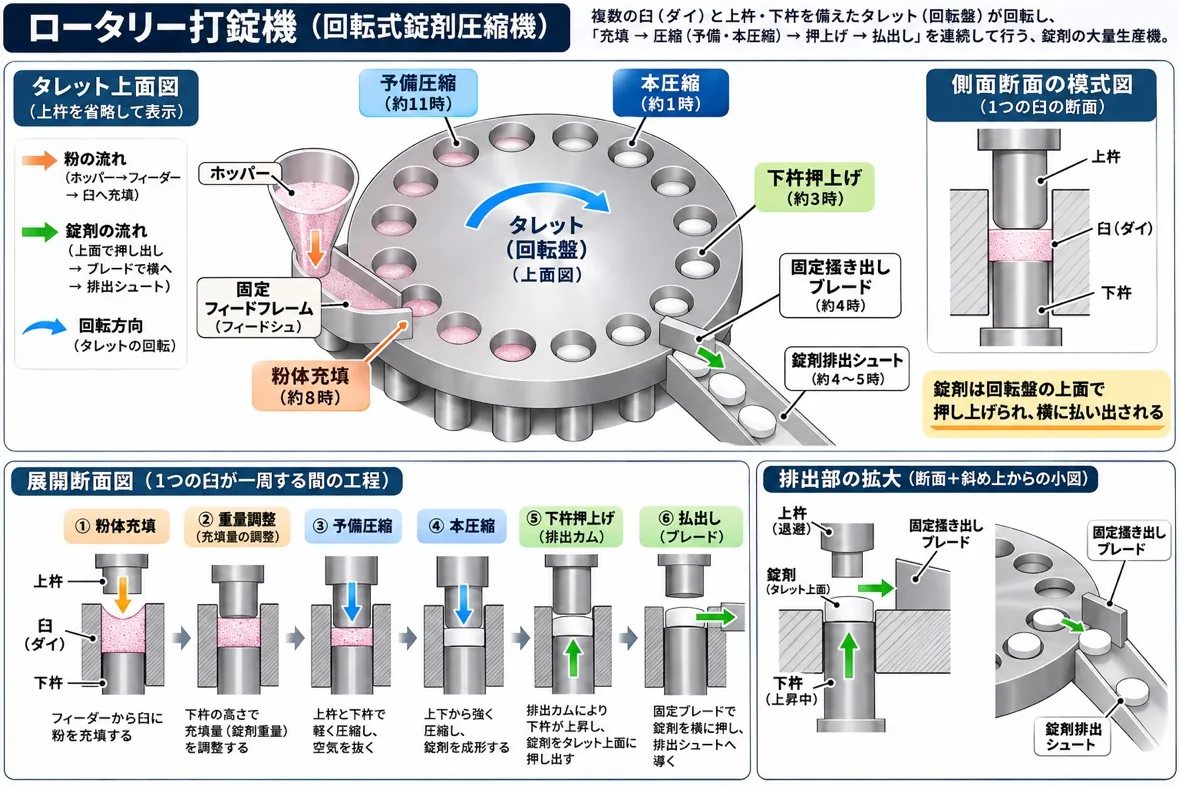 ロータリー打錠機（回転式錠剤圧縮機）
複数の臼（ダイ）と上杵・下杵を備えたタレット（回転盤）が回転し、
「充填 → 圧縮（予備・本圧縮）→ 押上げ → 払出し」を連続して行う、錠剤の大量生産機。
タレット上面図
（上杵を省略して表示）
粉の流れ
（ホッパー→フィーダー
→ 臼へ充填）
錠剤の流れ
（上面で押し出し
→ ブレードで横へ
→ 排出シュート）
回転方向
（タレットの回転）
予備圧縮
（約11時）
本圧縮
（約1時）
ホッパー
下杵押上げ
（約3時）
タレット
（回転盤）
（上面図）
固定
フィードフレーム
（フィードシュ）
固定掻き出し
ブレード
（約4時）
粉体充填
（約8時）
錠剤排出シュート
（約4～5時）
側面断面の模式図
（1つの臼の断面）
上杵
臼（ダイ）
下杵
錠剤は回転盤の上面で
押し上げられ、横に払い出される
展開断面図（1つの臼が一周する間の工程）
① 粉体充填
② 重量調整
（充填量の調整）
③ 予備圧縮
④ 本圧縮
⑤ 下杵押上げ
（排出カム）
⑥ 払出し
（ブレード）
上杵
臼
（ダイ）
下杵
フィーダーから臼に
粉を充填する
下杵の高さで
充填量（錠剤重量）
を調整する
上杵と下杵で
軽く圧縮し、
空気を抜く
上下から強く
圧縮し、
錠剤を成形する
排出カムにより
下杵が上昇し、
錠剤をタレット上面に
押し出す
固定ブレードで
錠剤を横に押し、
排出シュートへ
導く
排出部の拡大（断面＋斜め上からの小図）
上杵
（退避）
固定掻き出し
ブレード
錠剤
（タレット上面）
下杵
（上昇中）
固定掻き出し
ブレード
錠剤排出
シュート